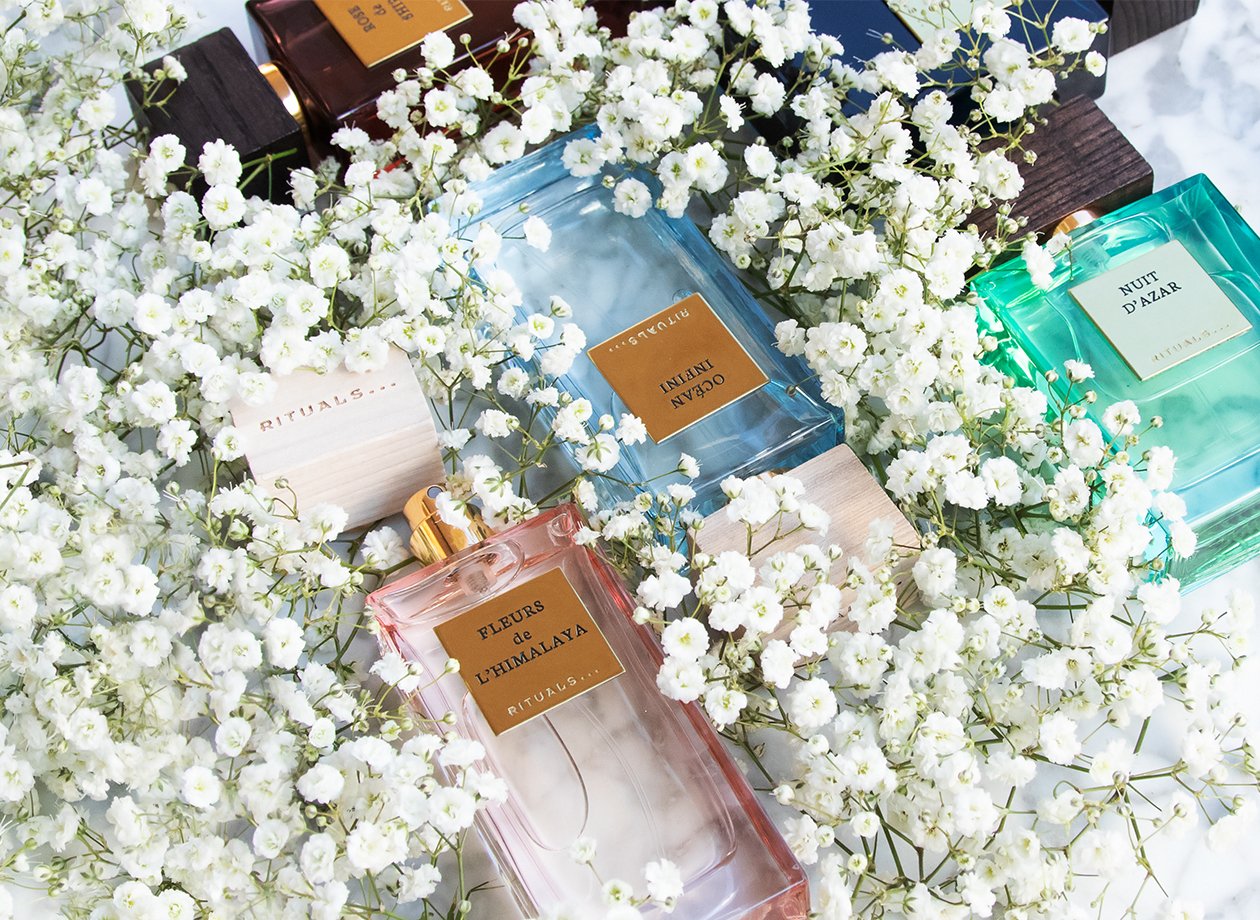 ROSE
de
RITUALS...
OCÉAN
INFINI
RITUALS...
NUIT
D'AZAR
RITUALS...
FLEURS
de
L'HIMALAYA
RITUALS...